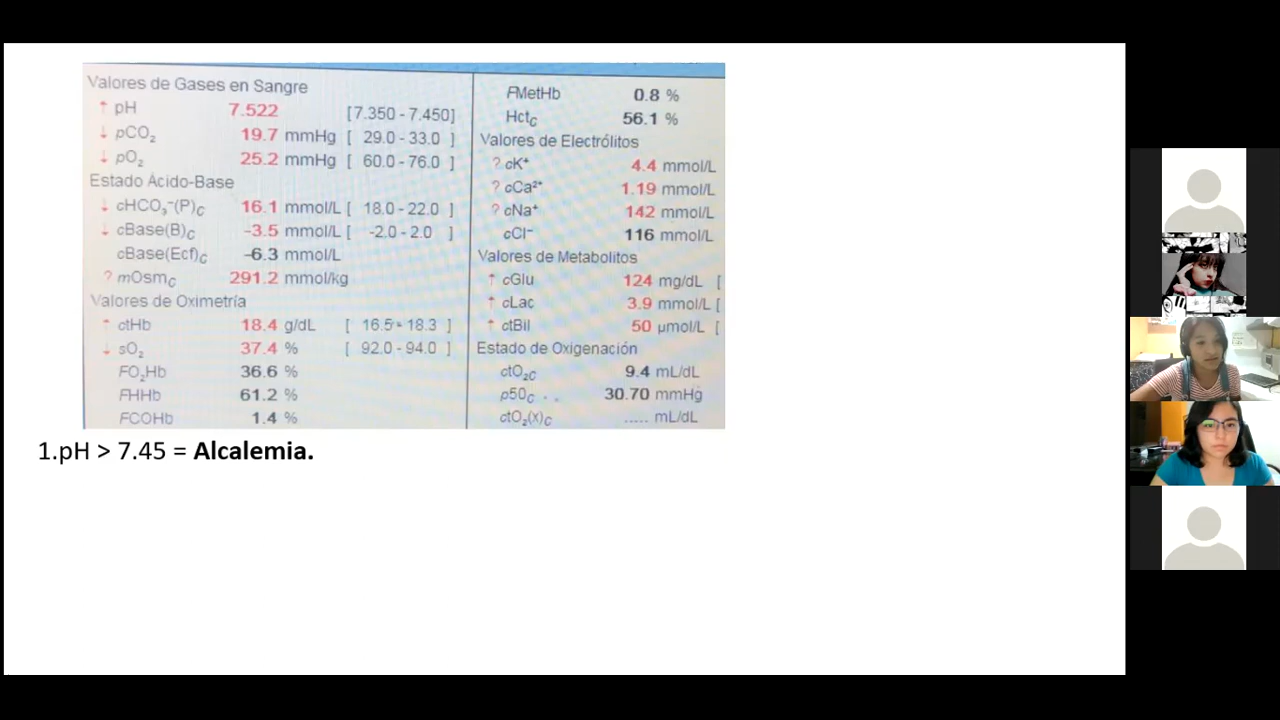 Valores de Gases en Sangre
↑ pH 7.522 [7.350 - 7.450]
↓ pCO₂ 19.7 mmHg [ 29.0 - 33.0 ]
↓ pO₂ 25.2 mmHg [ 60.0 - 76.0 ]
Estado Ácido-Base
↓ cHCO₃⁻(P)c 16.1 mmol/L [ 18.0 - 22.0 ]
↓ cBase(B)c -3.5 mmol/L [ -2.0 - 2.0 ]
cBase(Ecf)c -6.3 mmol/L
? mOsmc 291.2 mmol/kg
Valores de Oximetría
↑ ctHb 18.4 g/dL [ 16.5 - 18.3 ]
↓ sO₂ 37.4 % [ 92.0 - 94.0 ]
FO₂Hb 36.6 %
FHHb 61.2 %
FCOHb 1.4 %
FMetHb 0.8 %
Hctc 56.1 %
Valores de Electrólitos
? cK⁺ 4.4 mmol/L
? cCa²⁺ 1.19 mmol/L
? cNa⁺ 142 mmol/L
cCl⁻ 116 mmol/L
Valores de Metabolitos
↑ cGlu 124 mg/dL [
↑ cLac 3.9 mmol/L [
↑ ctBil 50 µmol/L [
Estado de Oxigenación
ctO₂c 9.4 mL/dL
p50c 30.70 mmHg
ctO₂(x)c ..... mL/dL
1.pH > 7.45 = Alcalemia.